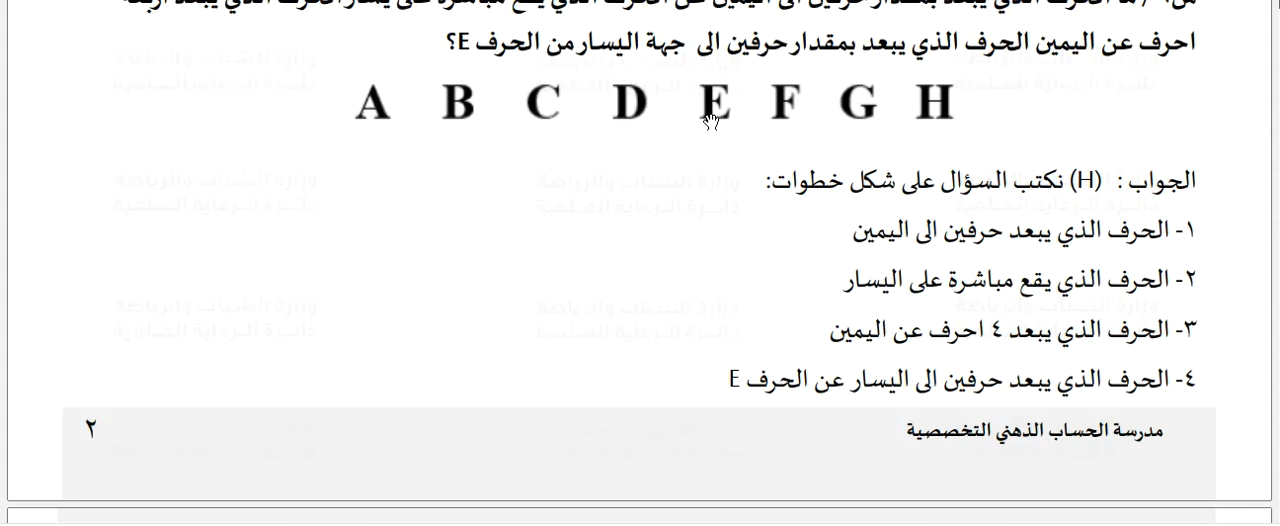 احرف عن اليمين الحرف الذي يبعد بمقدار حرفين الى جهة اليسار من الحرف E؟
A B C D E F G H
الجواب : (H) نكتب السؤال على شكل خطوات:
١- الحرف الذي يبعد حرفين الى اليمين
٢- الحرف الذي يقع مباشرة على اليسار
٣- الحرف الذي يبعد ٤ احرف عن اليمين
٤- الحرف الذي يبعد حرفين الى اليسار عن الحرف E
مدرسة الحساب الذهني التخصصية
٢